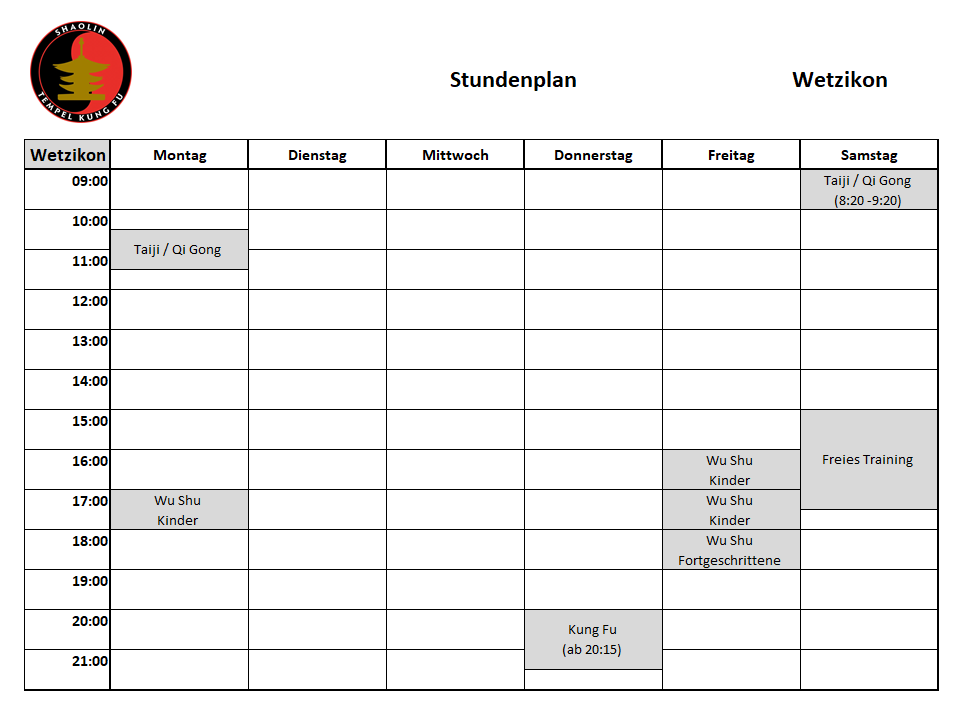 SHAOLIN
TEMPEL KUNG FU
Stundenplan Wetzikon
Wetzikon Montag Dienstag Mittwoch Donnerstag Freitag Samstag
09:00 Taiji / Qi Gong
(8:20 -9:20)
10:00
Taiji / Qi Gong
11:00
12:00
13:00
14:00
15:00
16:00 Wu Shu Freies Training
Kinder
17:00 Wu Shu Wu Shu
Kinder Kinder
18:00 Wu Shu
Fortgeschrittene
19:00
20:00 Kung Fu
(ab 20:15)
21:00